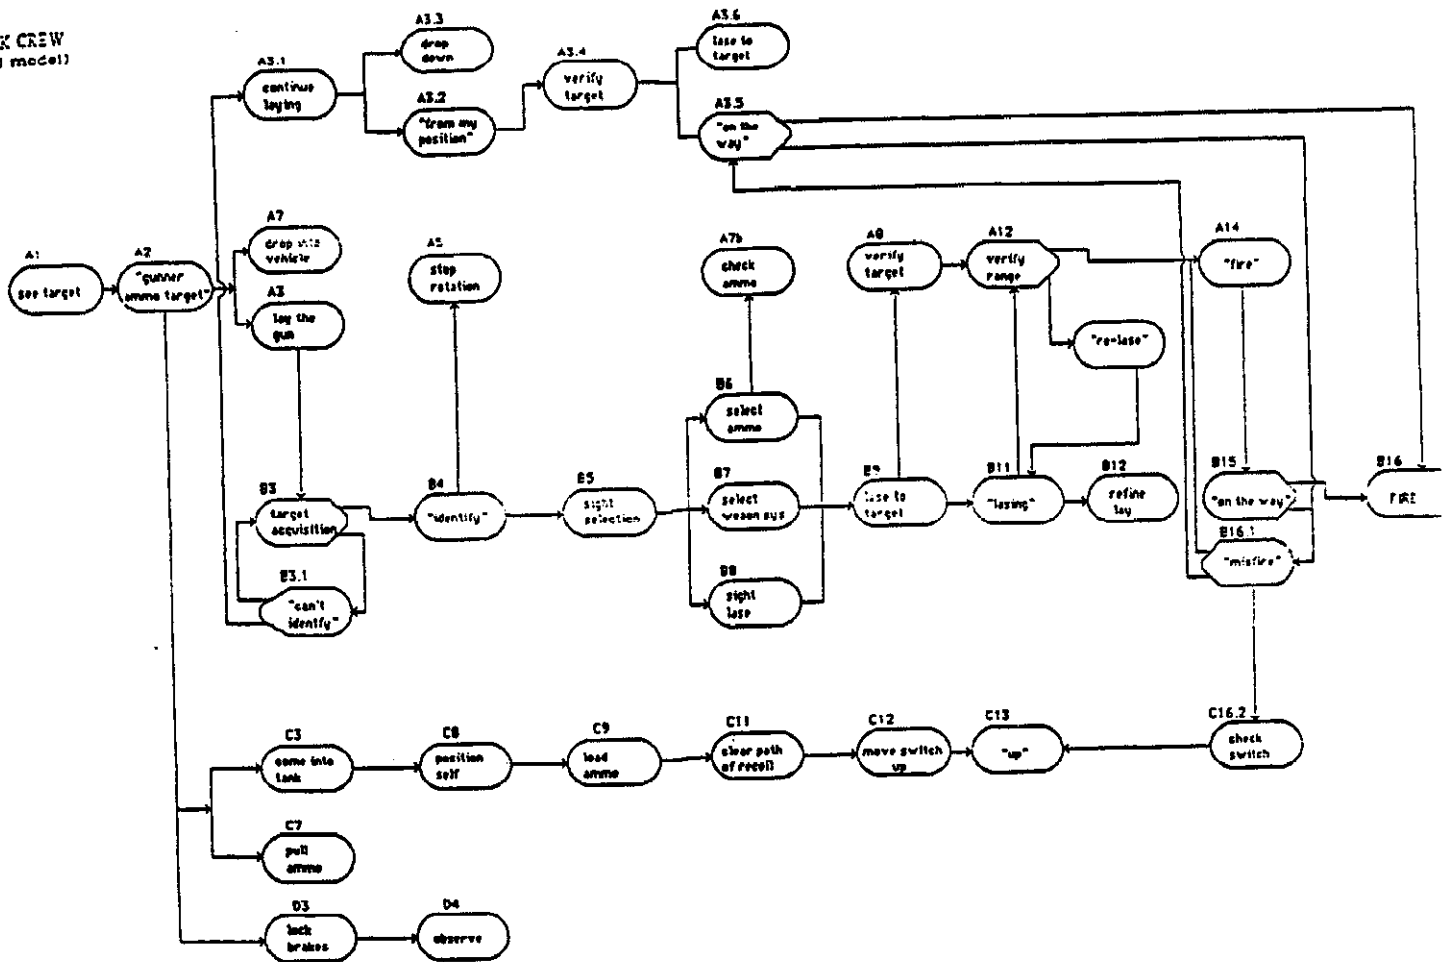 K CREW
model)
A3.3
drop
down
A3.6
lase to
target
A3.1
continue
laying
A3.4
verify
target
A3.2
"from my
position"
A3.5
"on the
way"
A1
see target
A2
"gunner
ammo target"
A7
drop into
vehicle
A3
lay the
gun
A5
stop
rotation
A7b
check
ammo
A8
verify
target
A12
verify
range
A14
"fire"
"re-lase"
B6
select
ammo
B3
target
acquisition
B4
"identify"
B5
sight
selection
B7
select
weapon sys
B9
lase to
target
B11
"lasing"
B12
refine
lay
B15
"on the way"
B16
FIRE
B16.1
"misfire"
B3.1
"can't
identify"
B8
sight
lase
C3
come into
tank
C8
position
self
C9
load
ammo
C11
clear path
of recoil
C12
move switch
up
C13
"up"
C16.2
check
switch
C7
pull
ammo
D3
lock
brakes
D4
observe